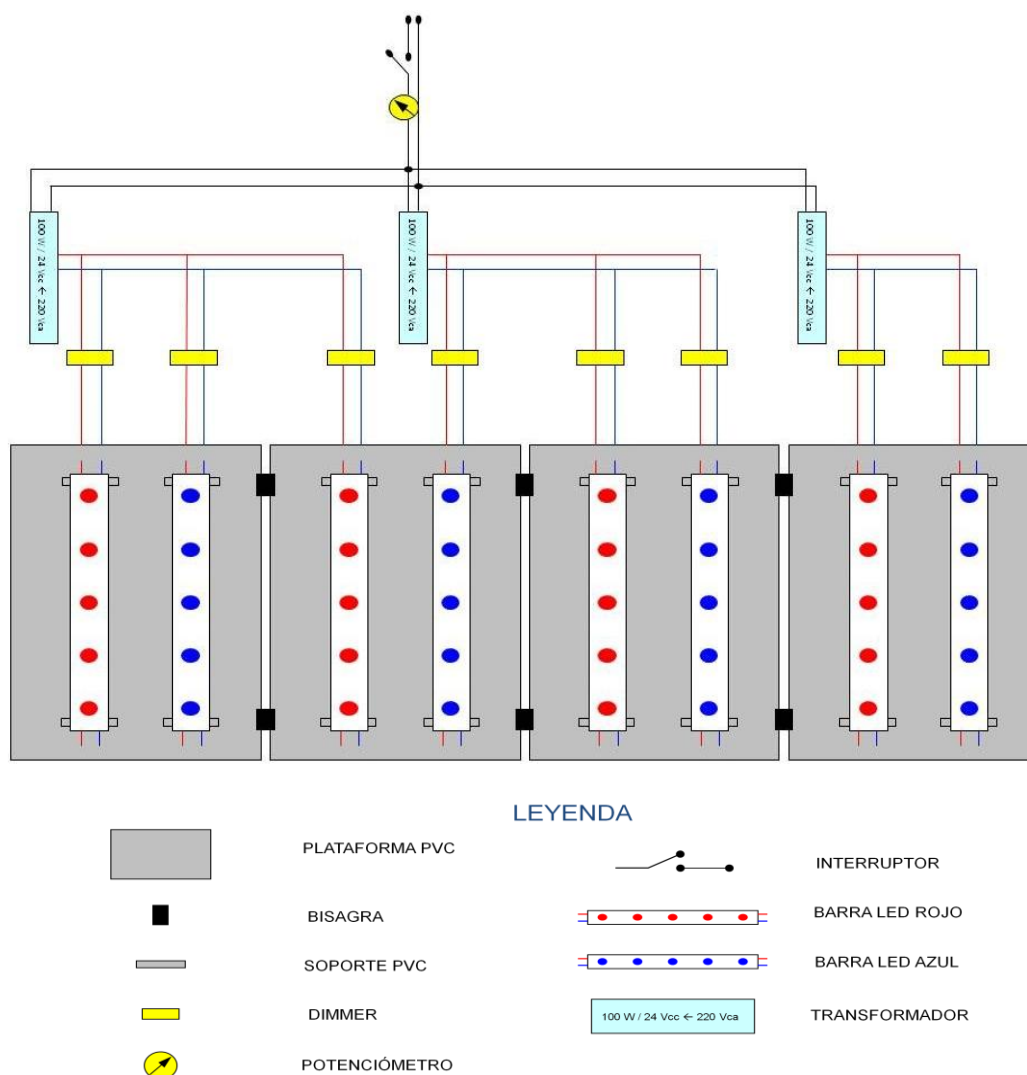 100 W / 24 Vcc ← 220 Vca
100 W / 24 Vcc ← 220 Vca
100 W / 24 Vcc ← 220 Vca
LEYENDA
PLATAFORMA PVC
BISAGRA
SOPORTE PVC
DIMMER
POTENCIÓMETRO
INTERRUPTOR
BARRA LED ROJO
BARRA LED AZUL
100 W / 24 Vcc ← 220 Vca
TRANSFORMADOR